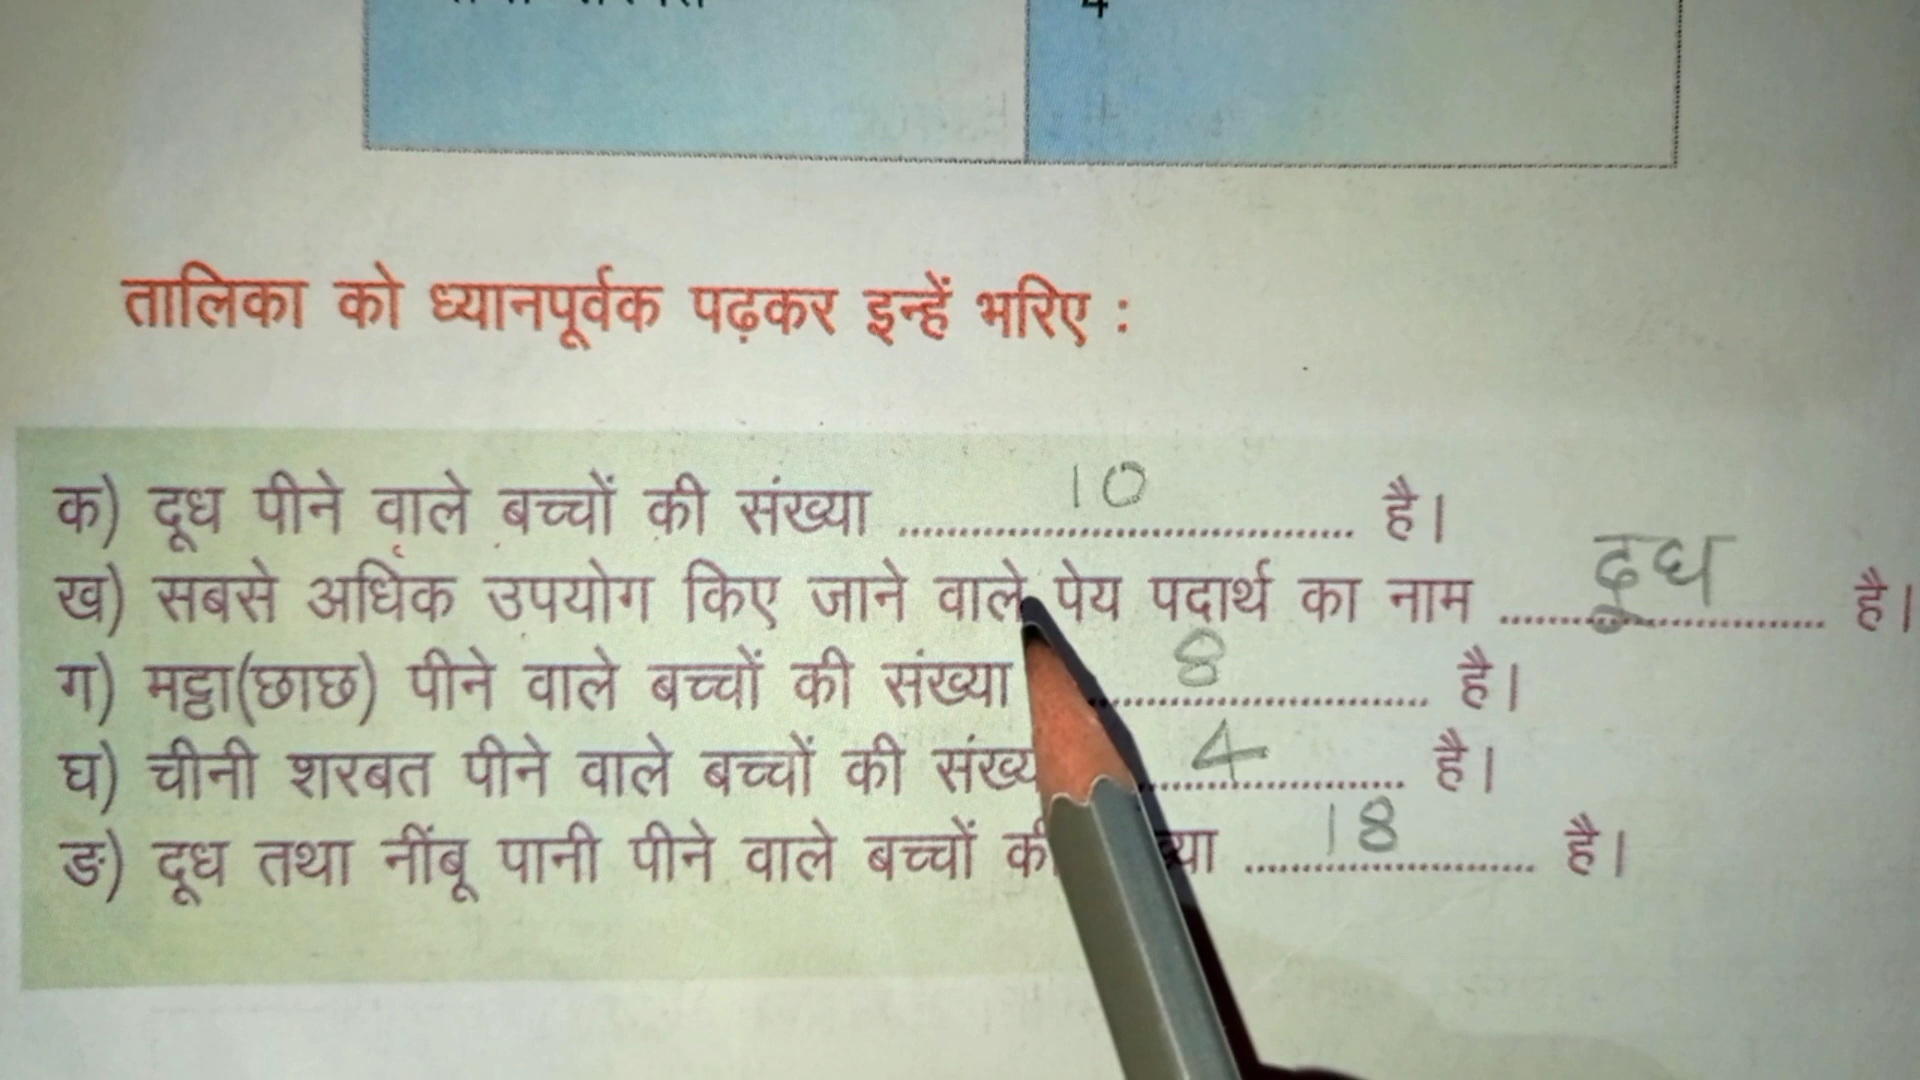 4
तालिका को ध्यानपूर्वक पढ़कर इन्हें भरिए :
क) दूध पीने वाले बच्चों की संख्या .................... 10 .................... है।
ख) सबसे अधिक उपयोग किए जाने वाले पेय पदार्थ का नाम .......... दूध .......... है।
ग) मट्ठा(छाछ) पीने वाले बच्चों की संख्या .......... 8 .......... है।
घ) चीनी शरबत पीने वाले बच्चों की .......... 4 .......... है।
ङ) दूध तथा नींबू पानी पीने वाले बच्चों की .......... 18 .......... है।